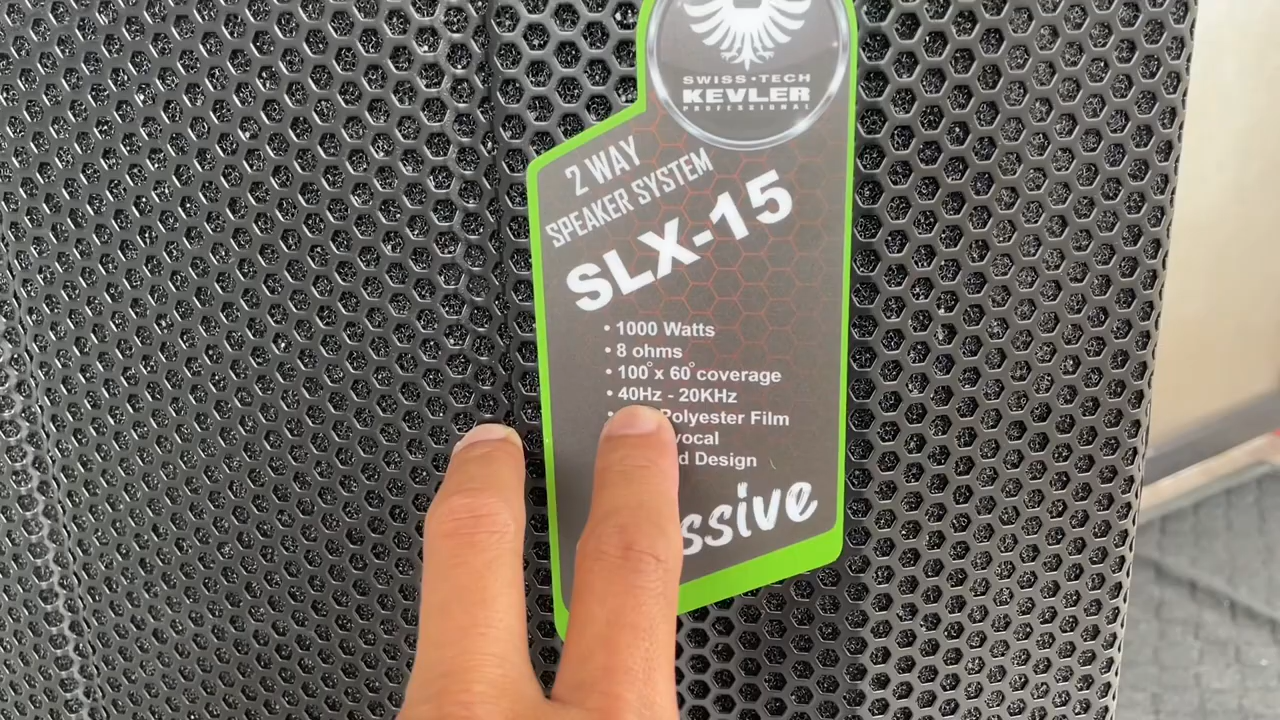 SWISS·TECH
KEVLER
PROFESSIONAL
2 WAY
SPEAKER SYSTEM
SLX-15
• 1000 Watts
• 8 ohms
• 100° x 60° coverage
• 40Hz - 20KHz
• Polyester Film
vocal
d Design
ssive